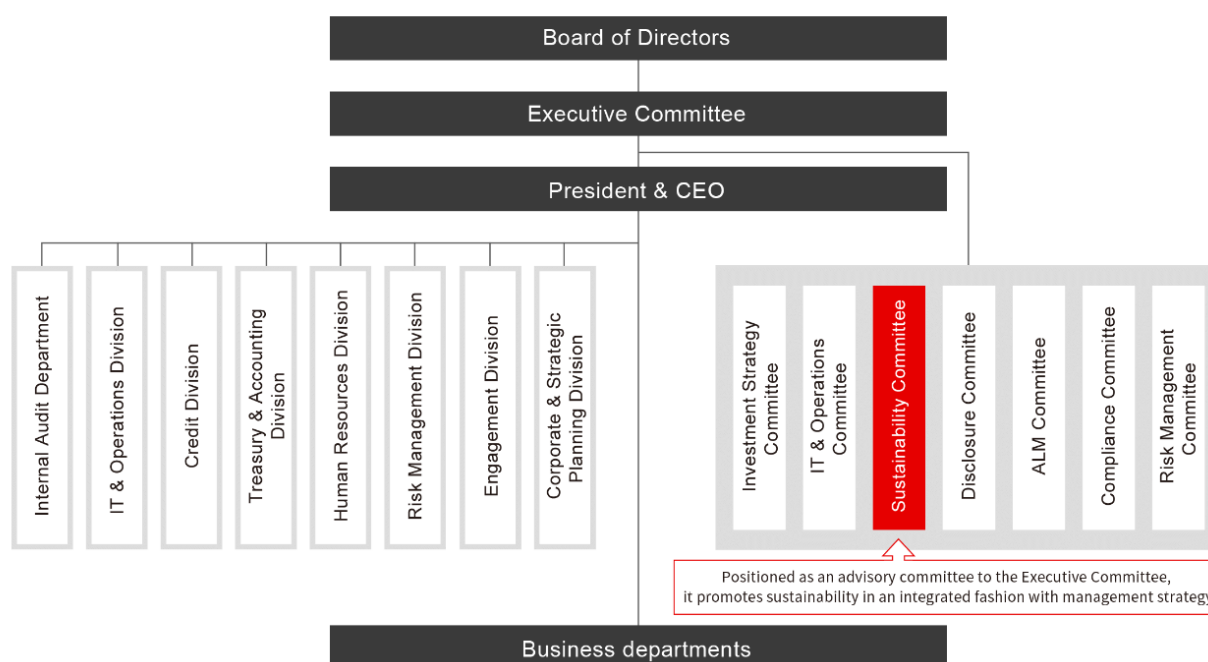 Board of Directors
Executive Committee
President & CEO
Internal Audit Department
IT & Operations Division
Credit Division
Treasury & Accounting
Division
Human Resources Division
Risk Management Division
Engagement Division
Corporate & Strategic
Planning Division
Investment Strategy
Committee
IT & Operations
Committee
Sustainability Committee
Disclosure Committee
ALM Committee
Compliance Committee
Risk Management
Committee
Positioned as an advisory committee to the Executive Committee,
it promotes sustainability in an integrated fashion with management strategy
Business departments